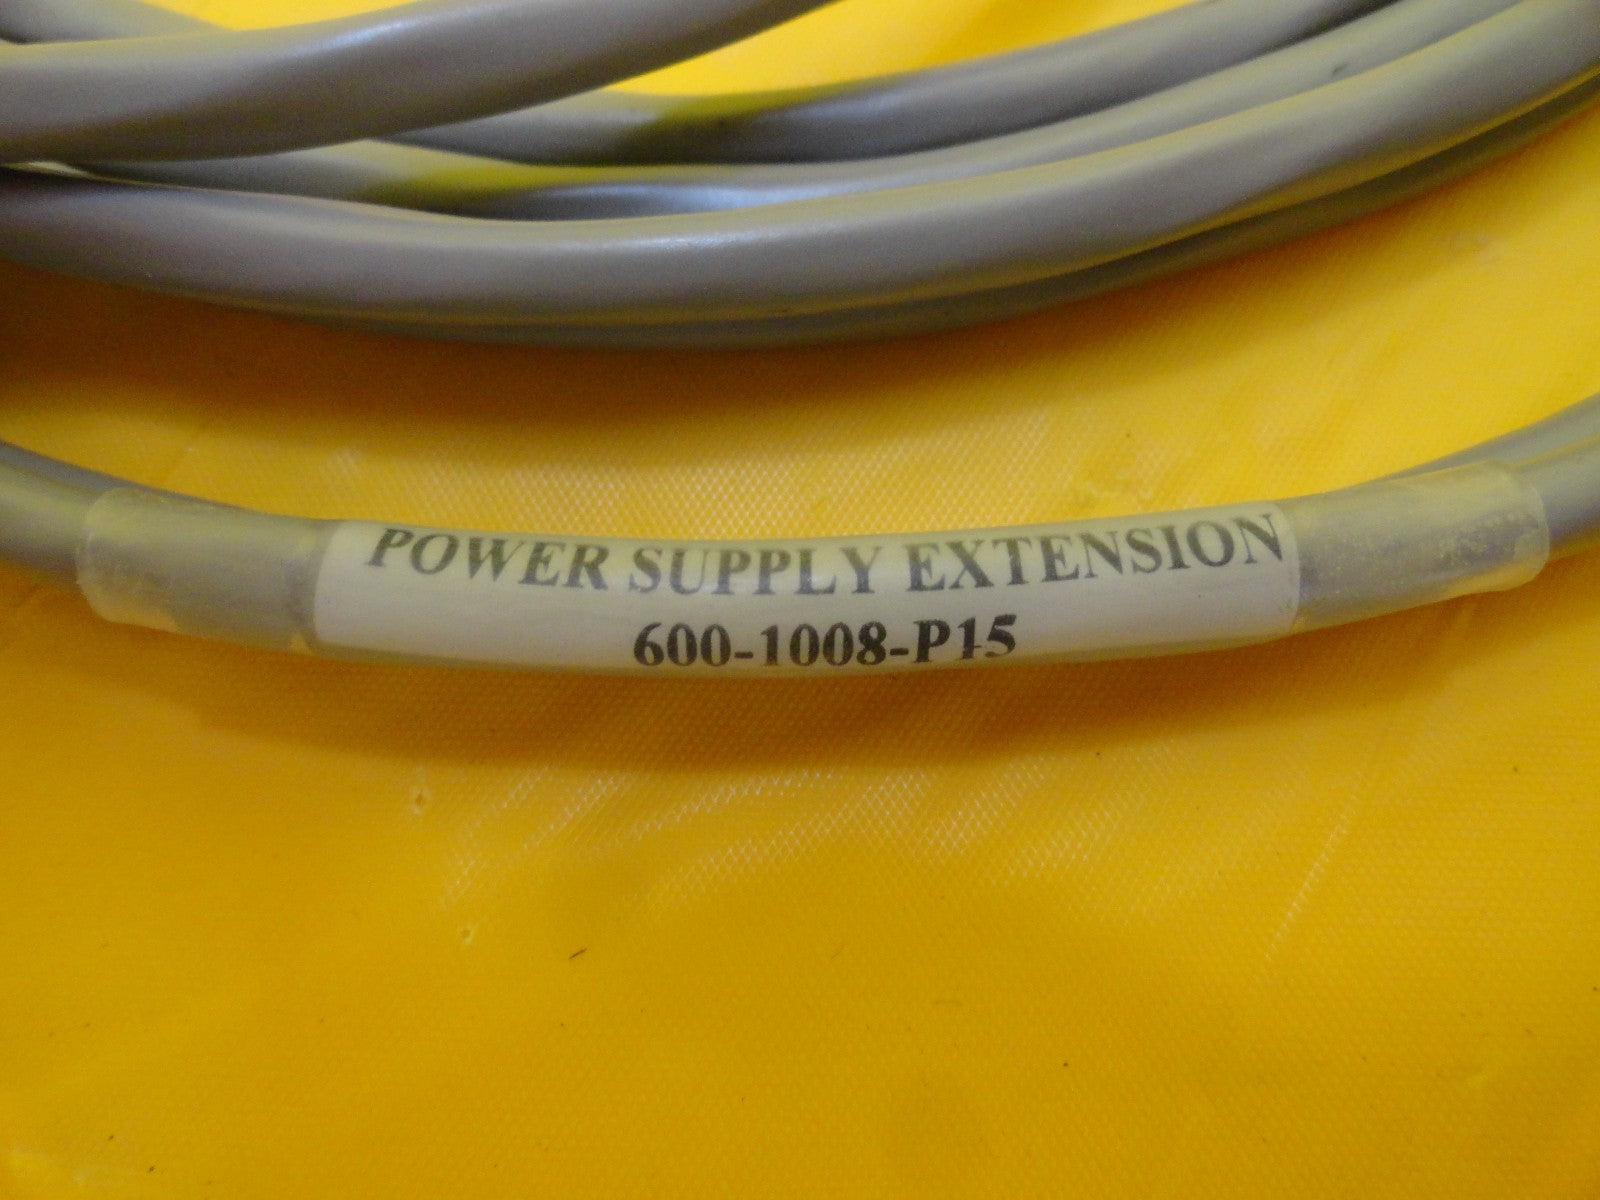 POWER SUPPLY EXTENSION
600-1008-P15